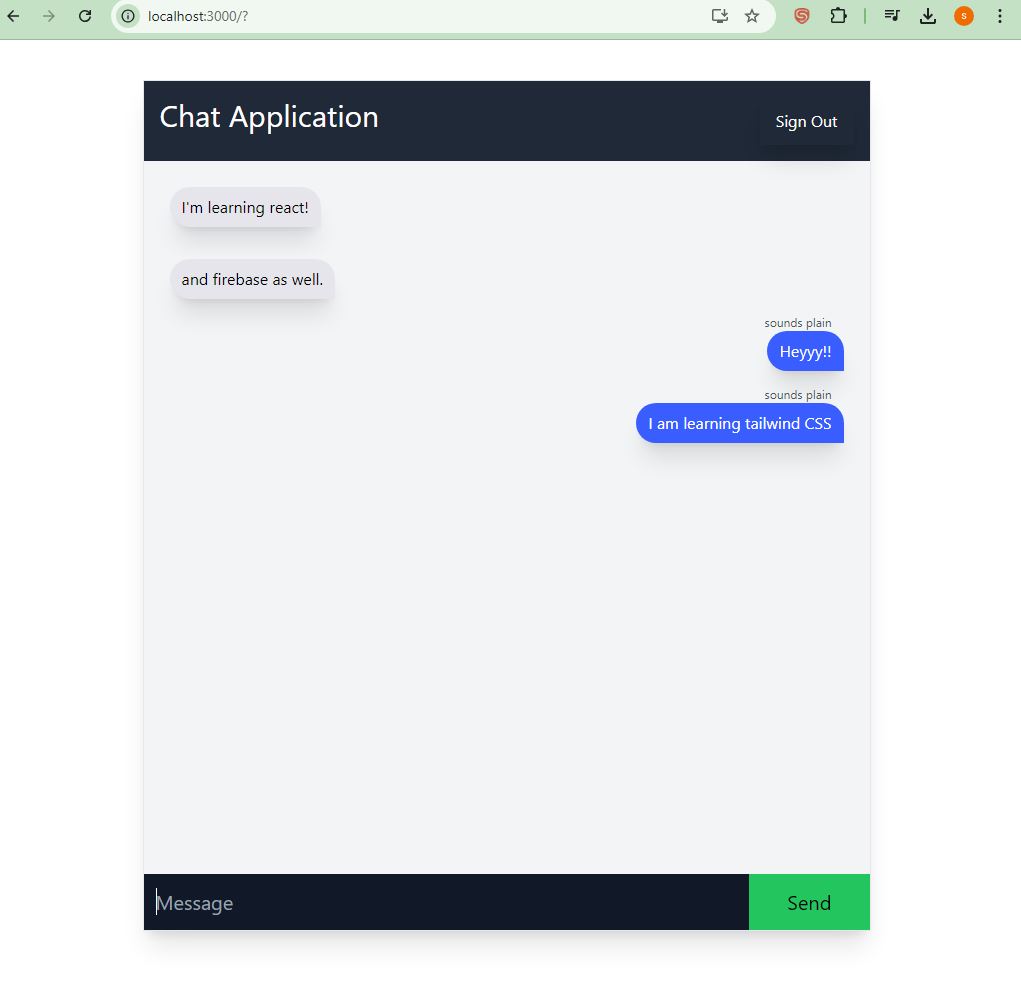 localhost:3000/?
S
Chat Application
Sign Out
I'm learning react!
and firebase as well.
sounds plain
Heyyy!!
sounds plain
I am learning tailwind CSS
Message
Send